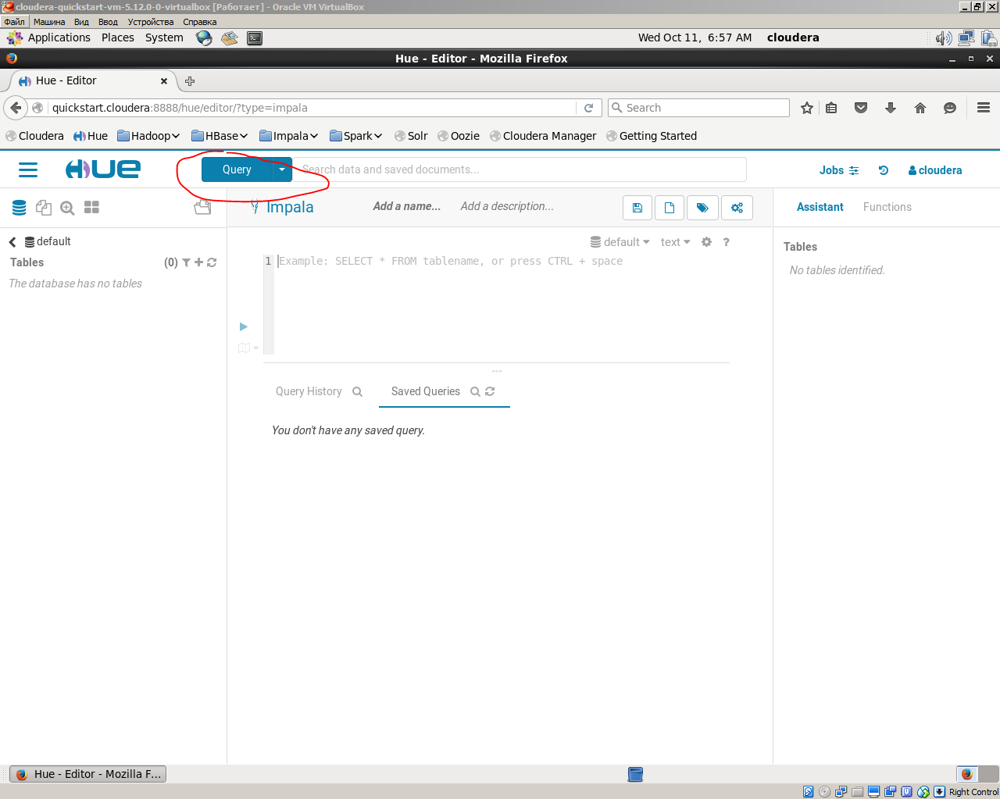 cloudera-quickstart-vm-5.12.0-0-virtualbox [Работает] - Oracle VM VirtualBox
Файл Машина Вид Ввод Устройства Справка
Applications Places System Wed Oct 11, 6:57 AM cloudera
Hue - Editor - Mozilla Firefox
Hue - Editor
quickstart.cloudera:8888/hue/editor/?type=impala Search
Cloudera Hue Hadoop HBase Impala Spark Solr Oozie Cloudera Manager Getting Started
HUE Query Search data and saved documents... Jobs cloudera
Impala Add a name... Add a description... Assistant Functions
default default text ?
Tables (0) Tables
1 Example: SELECT * FROM tablename, or press CTRL + space
No tables identified.
The database has no tables
Query History Saved Queries
You don't have any saved query.
Hue - Editor - Mozilla F...
Right Control